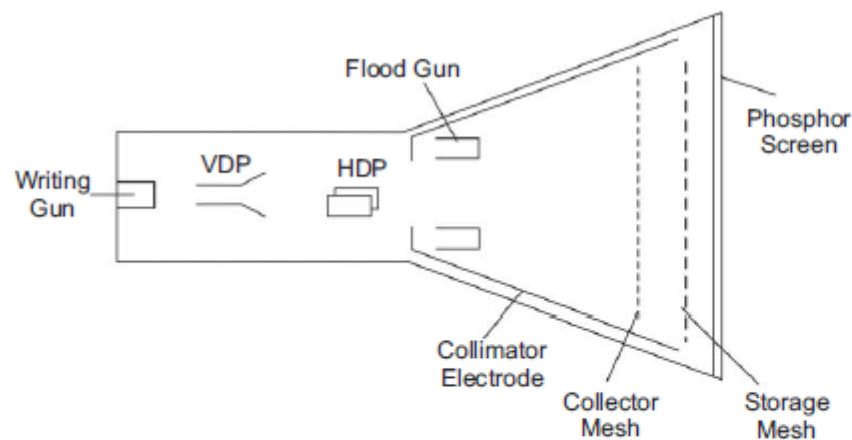 Flood Gun
Phosphor
Screen
VDP
HDP
Writing
Gun
Collimator
Electrode
Collector
Mesh
Storage
Mesh